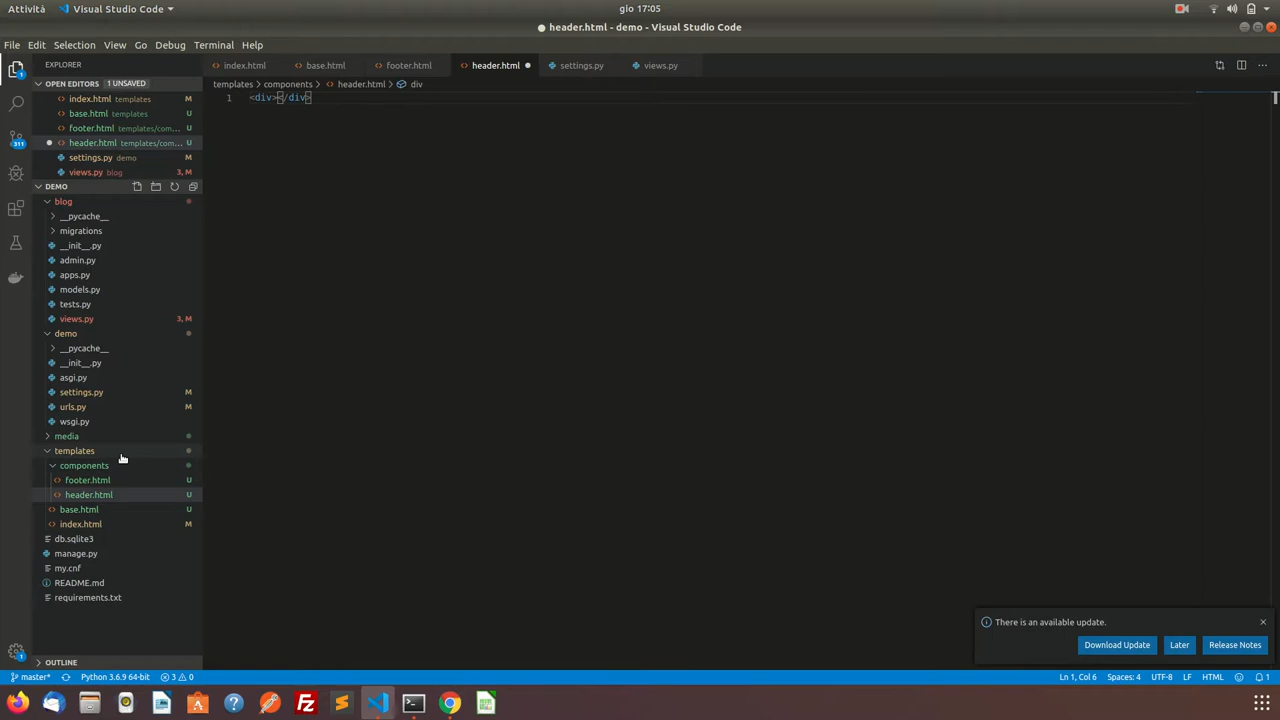 Attività
Visual Studio Code
gio 17:05
header.html - demo - Visual Studio Code
File Edit Selection View Go Debug Terminal Help
EXPLORER
index.html
base.html
footer.html
header.html
settings.py
views.py
OPEN EDITORS 1 UNSAVED
templates components header.html div
index.html templates M
1 <div></div>
base.html templates U
footer.html templates/com... U
header.html templates/com... U
settings.py demo M
views.py blog 3, M
DEMO
blog
__pycache__
migrations
__init__.py
admin.py
apps.py
models.py
tests.py
views.py 3, M
demo
__pycache__
__init__.py
asgi.py
settings.py M
urls.py M
wsgi.py
media
templates
components
footer.html U
header.html U
base.html U
index.html M
db.sqlite3
manage.py
my.cnf
README.md
requirements.txt
There is an available update.
Download Update Later Release Notes
OUTLINE
master* Python 3.6.9 64-bit 3 0 Ln 1, Col 6 Spaces: 4 UTF-8 LF HTML 1